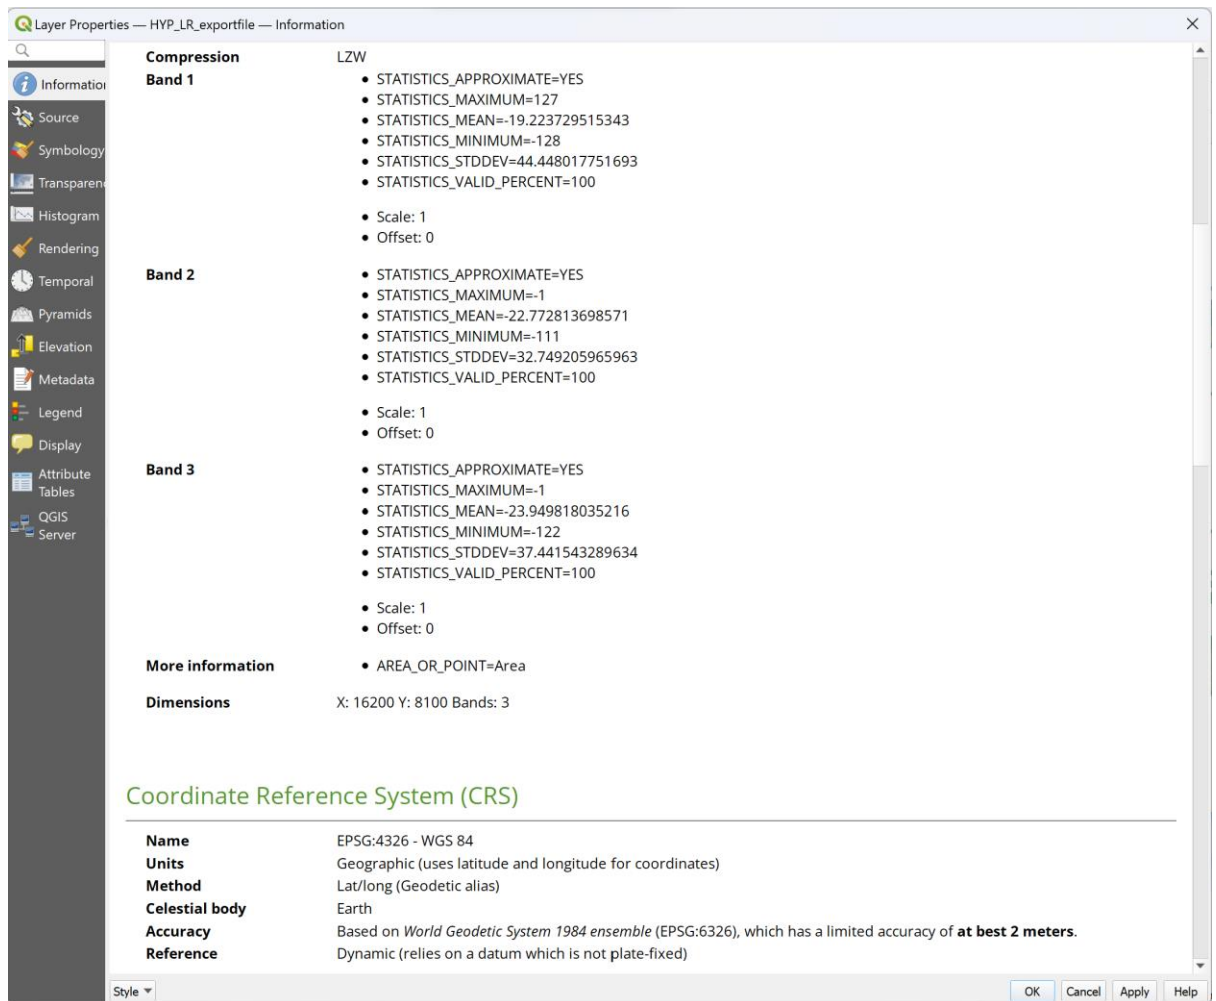 Layer Properties — HYP_LR_exportfile — Information
Information
Source
Symbology
Transparen
Histogram
Rendering
Temporal
Pyramids
Elevation
Metadata
Legend
Display
Attribute
Tables
QGIS
Server
Compression LZW
Band 1 • STATISTICS_APPROXIMATE=YES
• STATISTICS_MAXIMUM=127
• STATISTICS_MEAN=-19.223729515343
• STATISTICS_MINIMUM=-128
• STATISTICS_STDDEV=44.448017751693
• STATISTICS_VALID_PERCENT=100
• Scale: 1
• Offset: 0
Band 2 • STATISTICS_APPROXIMATE=YES
• STATISTICS_MAXIMUM=-1
• STATISTICS_MEAN=-22.772813698571
• STATISTICS_MINIMUM=-111
• STATISTICS_STDDEV=32.749205965963
• STATISTICS_VALID_PERCENT=100
• Scale: 1
• Offset: 0
Band 3 • STATISTICS_APPROXIMATE=YES
• STATISTICS_MAXIMUM=-1
• STATISTICS_MEAN=-23.949818035216
• STATISTICS_MINIMUM=-122
• STATISTICS_STDDEV=37.441543289634
• STATISTICS_VALID_PERCENT=100
• Scale: 1
• Offset: 0
More information • AREA_OR_POINT=Area
Dimensions X: 16200 Y: 8100 Bands: 3
Coordinate Reference System (CRS)
Name EPSG:4326 - WGS 84
Units Geographic (uses latitude and longitude for coordinates)
Method Lat/long (Geodetic alias)
Celestial body Earth
Accuracy Based on World Geodetic System 1984 ensemble (EPSG:6326), which has a limited accuracy of at best 2 meters.
Reference Dynamic (relies on a datum which is not plate-fixed)
Style OK Cancel Apply Help